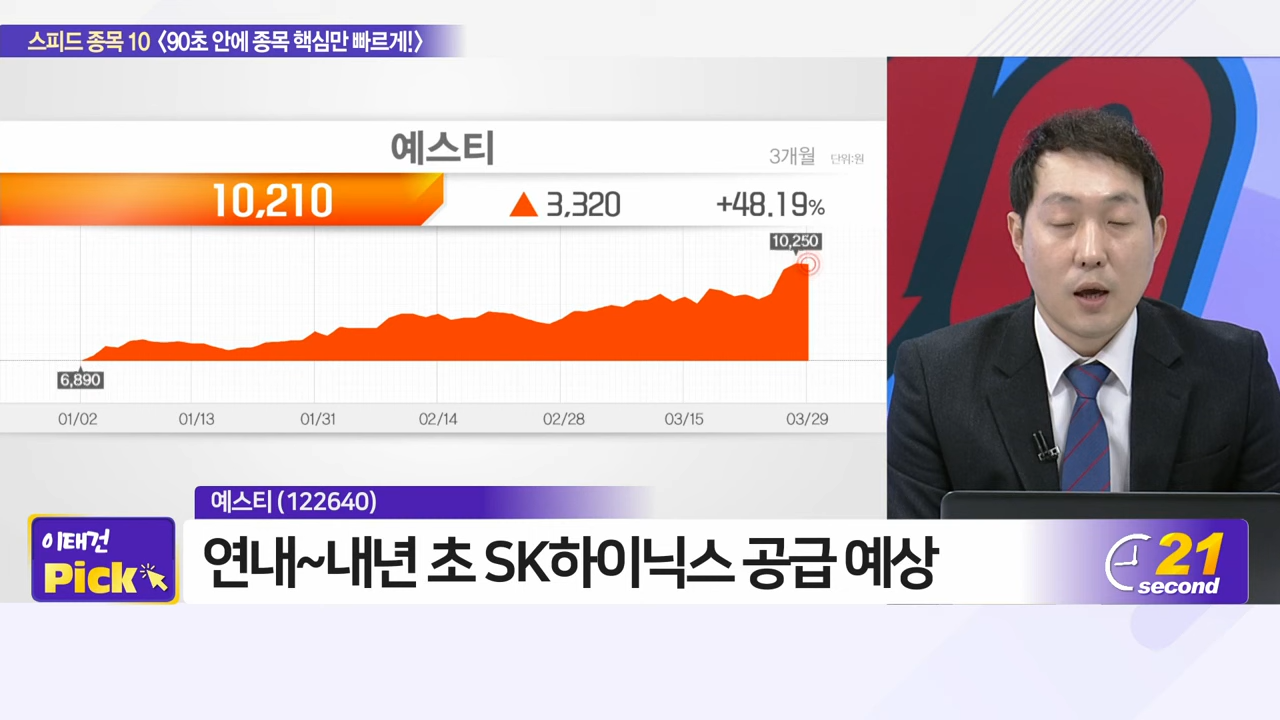 스피드 종목 10 <90초 안에 종목 핵심만 빠르게!>
예스티
3개월 단위:원
10,210 ▲ 3,320 +48.19%
10,250
6,890
01/02 01/13 01/31 02/14 02/28 03/15 03/29
예스티 (122640)
이태건
Pick
연내~내년 초 SK하이닉스 공급 예상
21
second